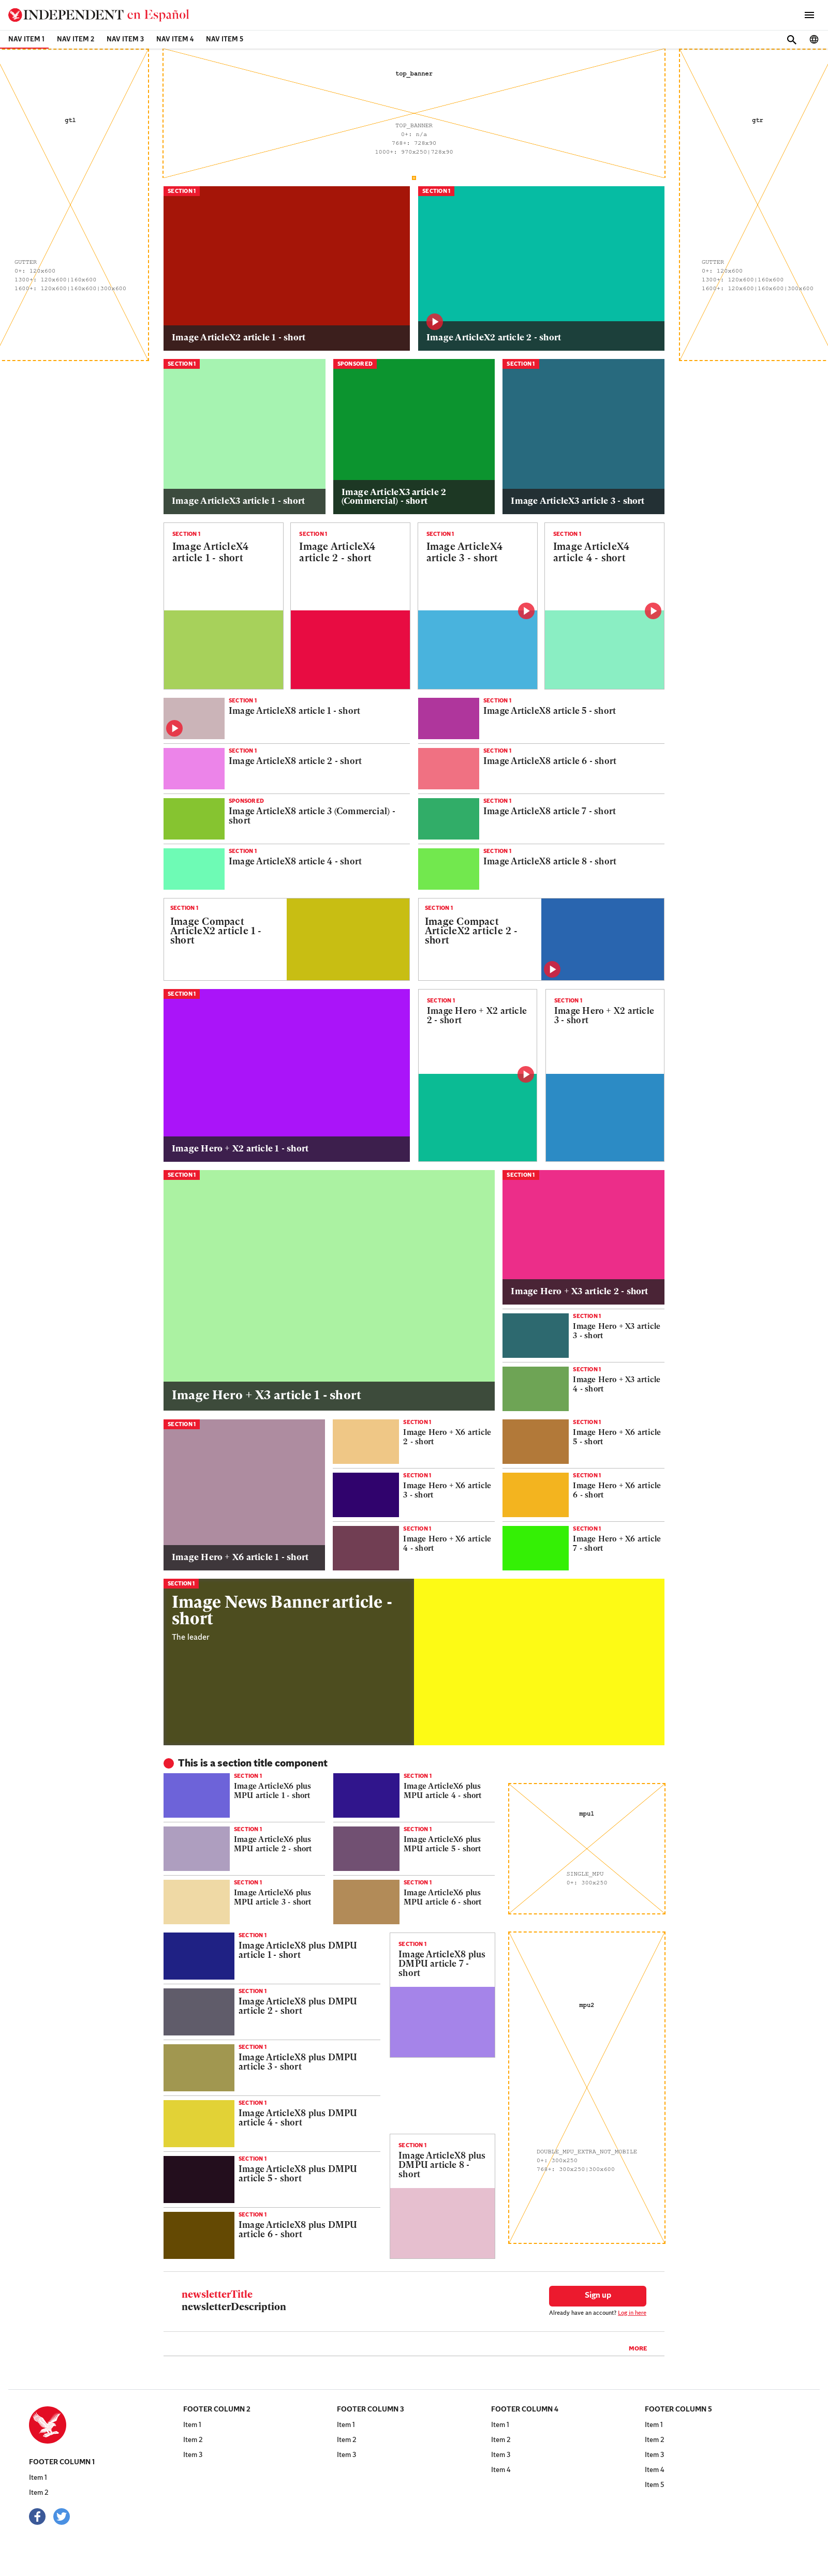 INDEPENDENT en Español
NAV ITEM 1
NAV ITEM 2
NAV ITEM 3
NAV ITEM 4
NAV ITEM 5
gtl
GUTTER
0+: 120x600
1300+: 120x600|160x600
1600+: 120x600|160x600|300x600
top_banner
TOP_BANNER
0+: n/a
768+: 728x90
1000+: 970x250|728x90
gtr
GUTTER
0+: 120x600
1300+: 120x600|160x600
1600+: 120x600|160x600|300x600
SECTION 1
Image ArticleX2 article 1 - short
SECTION 1
Image ArticleX2 article 2 - short
SECTION 1
Image ArticleX3 article 1 - short
SPONSORED
Image ArticleX3 article 2
(Commercial) - short
SECTION 1
Image ArticleX3 article 3 - short
SECTION 1
Image ArticleX4
article 1 - short
SECTION 1
Image ArticleX4
article 2 - short
SECTION 1
Image ArticleX4
article 3 - short
SECTION 1
Image ArticleX4
article 4 - short
SECTION 1
Image ArticleX8 article 1 - short
SECTION 1
Image ArticleX8 article 2 - short
SPONSORED
Image ArticleX8 article 3 (Commercial) -
short
SECTION 1
Image ArticleX8 article 4 - short
SECTION 1
Image ArticleX8 article 5 - short
SECTION 1
Image ArticleX8 article 6 - short
SECTION 1
Image ArticleX8 article 7 - short
SECTION 1
Image ArticleX8 article 8 - short
SECTION 1
Image Compact
ArticleX2 article 1 -
short
SECTION 1
Image Compact
ArticleX2 article 2 -
short
SECTION 1
Image Hero + X2 article 1 - short
SECTION 1
Image Hero + X2 article
2 - short
SECTION 1
Image Hero + X2 article
3 - short
SECTION 1
Image Hero + X3 article 1 - short
SECTION 1
Image Hero + X3 article 2 - short
SECTION 1
Image Hero + X3 article
3 - short
SECTION 1
Image Hero + X3 article
4 - short
SECTION 1
Image Hero + X6 article 1 - short
SECTION 1
Image Hero + X6 article
2 - short
SECTION 1
Image Hero + X6 article
3 - short
SECTION 1
Image Hero + X6 article
4 - short
SECTION 1
Image Hero + X6 article
5 - short
SECTION 1
Image Hero + X6 article
6 - short
SECTION 1
Image Hero + X6 article
7 - short
SECTION 1
Image News Banner article -
short
The leader
This is a section title component
SECTION 1
Image ArticleX6 plus
MPU article 1 - short
SECTION 1
Image ArticleX6 plus
MPU article 2 - short
SECTION 1
Image ArticleX6 plus
MPU article 3 - short
SECTION 1
Image ArticleX6 plus
MPU article 4 - short
SECTION 1
Image ArticleX6 plus
MPU article 5 - short
SECTION 1
Image ArticleX6 plus
MPU article 6 - short
mpu1
SINGLE_MPU
0+: 300x250
SECTION 1
Image ArticleX8 plus DMPU
article 1 - short
SECTION 1
Image ArticleX8 plus DMPU
article 2 - short
SECTION 1
Image ArticleX8 plus DMPU
article 3 - short
SECTION 1
Image ArticleX8 plus DMPU
article 4 - short
SECTION 1
Image ArticleX8 plus DMPU
article 5 - short
SECTION 1
Image ArticleX8 plus DMPU
article 6 - short
SECTION 1
Image ArticleX8 plus
DMPU article 7 -
short
SECTION 1
Image ArticleX8 plus
DMPU article 8 -
short
mpu2
DOUBLE_MPU_EXTRA_NOT_MOBILE
0+: 300x250
768+: 300x250|300x600
newsletterTitle
newsletterDescription
Sign up
Already have an account? Log in here
MORE
FOOTER COLUMN 1
Item 1
Item 2
FOOTER COLUMN 2
Item 1
Item 2
Item 3
FOOTER COLUMN 3
Item 1
Item 2
Item 3
FOOTER COLUMN 4
Item 1
Item 2
Item 3
Item 4
FOOTER COLUMN 5
Item 1
Item 2
Item 3
Item 4
Item 5